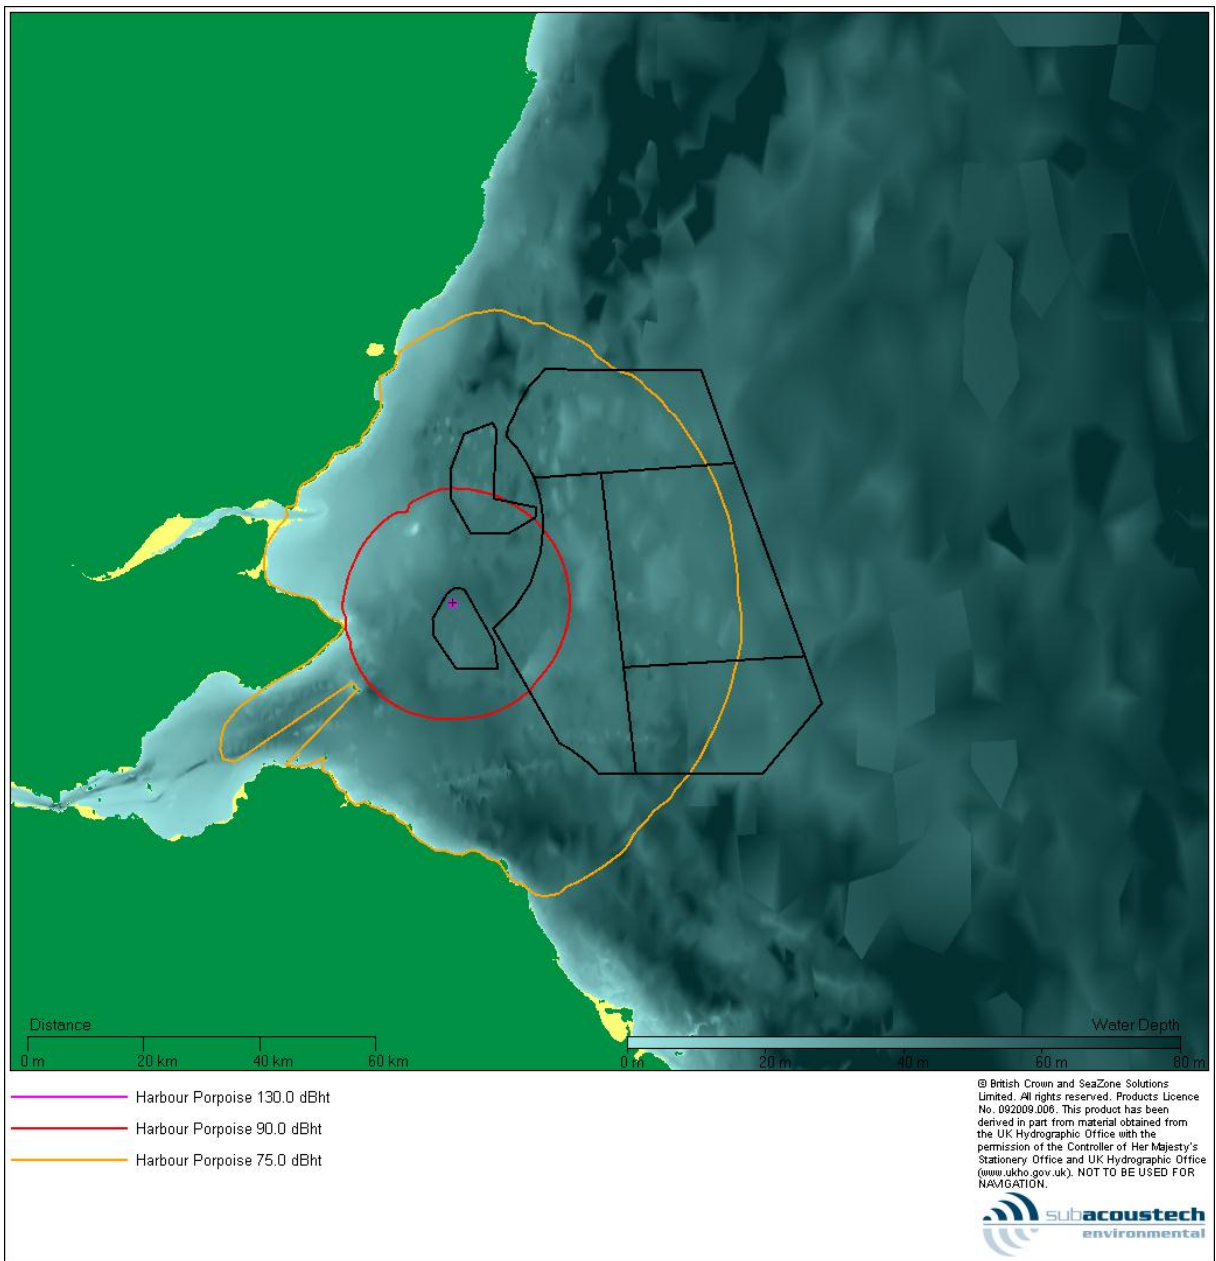 Distance
0 m 20 km 40 km 60 km
Water Depth
0 m 20 m 40 m 60 m 80 m
Harbour Porpoise 130.0 dBht
Harbour Porpoise 90.0 dBht
Harbour Porpoise 75.0 dBht
© British Crown and SeaZone Solutions
Limited. All rights reserved. Products Licence
No. 092009.006. This product has been
derived in part from material obtained from
the UK Hydrographic Office with the
permission of the Controller of Her Majesty's
Stationery Office and UK Hydrographic Office
(www.ukho.gov.uk). NOT TO BE USED FOR
NAVIGATION.
subacoustech
environmental